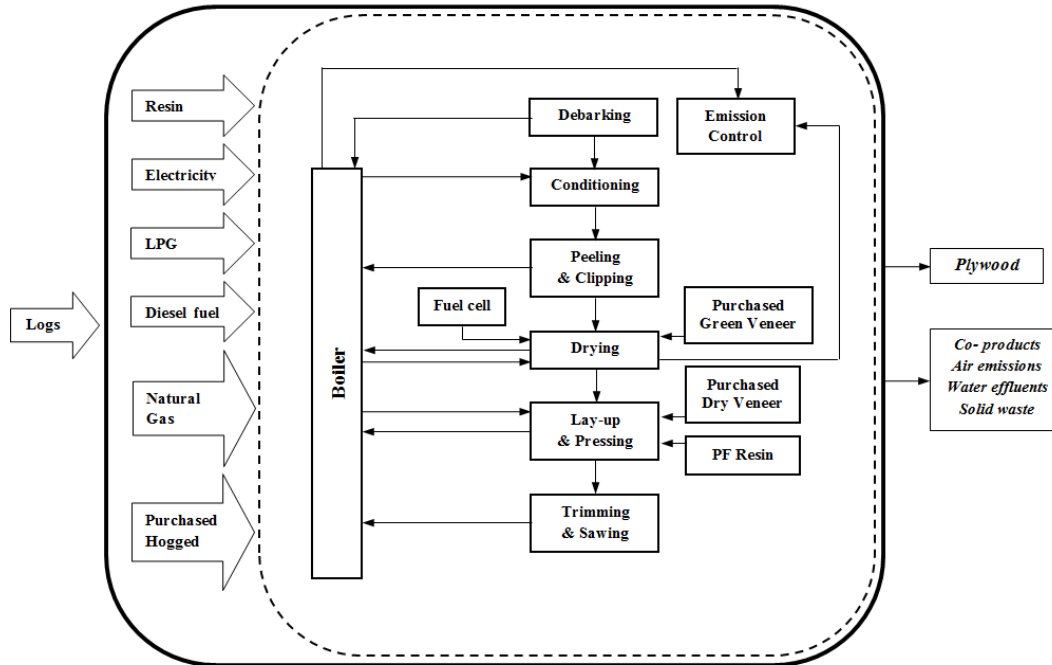 Resin
Debarking
Emission
Control
Electricity
Conditioning
LPG
Peeling
& Clipping
Plywood
Logs
Diesel fuel
Fuel cell
Purchased
Green Veneer
Drying
Boiler
Co- products
Air emissions
Water effluents
Solid waste
Natural
Gas
Purchased
Dry Veneer
Lay-up
& Pressing
PF Resin
Purchased
Hogged
Trimming
& Sawing